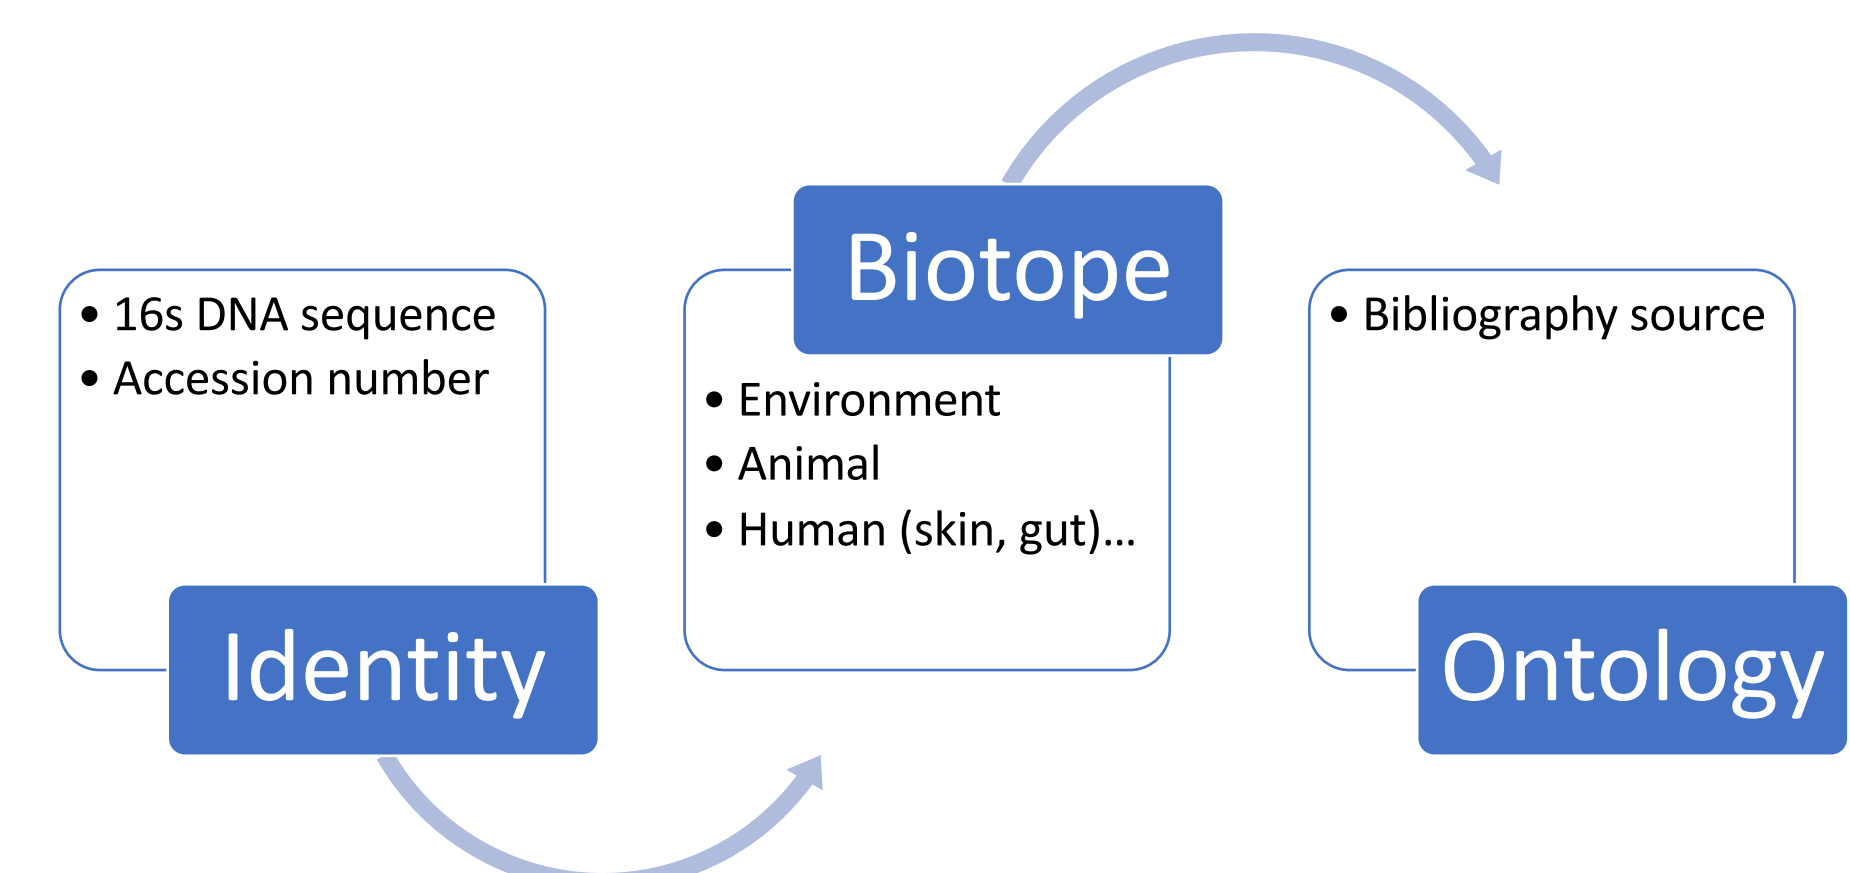 • 16s DNA sequence
• Accession number
Identity
Biotope
• Environment
• Animal
• Human (skin, gut)...
• Bibliography source
Ontology